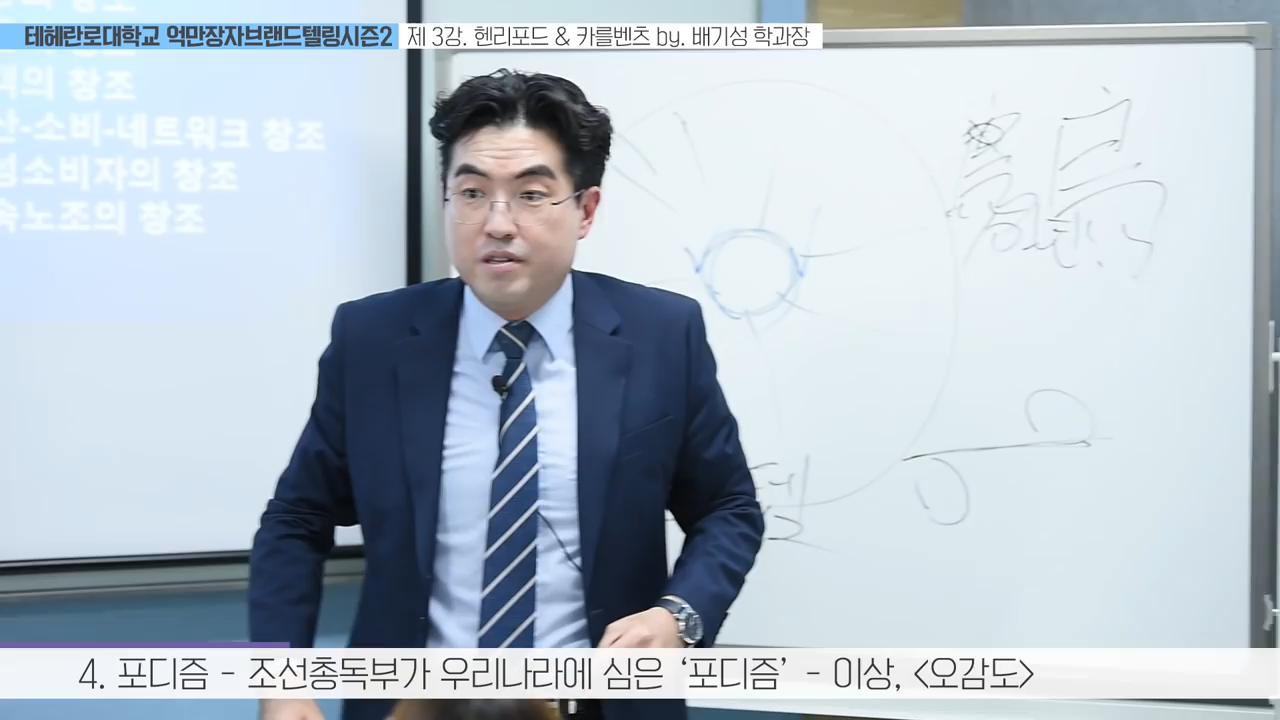 테헤란로대학교 억만장자브랜드텔링시즌2 제 3강. 헨리포드 & 카를벤츠 by. 배기성 학과장
의 창조
산-소비-네트워크 창조
성소비자의 창조
숙노조의 창조
4. 포디즘 - 조선총독부가 우리나라에 심은 ‘포디즘’ - 이상, <오감도>